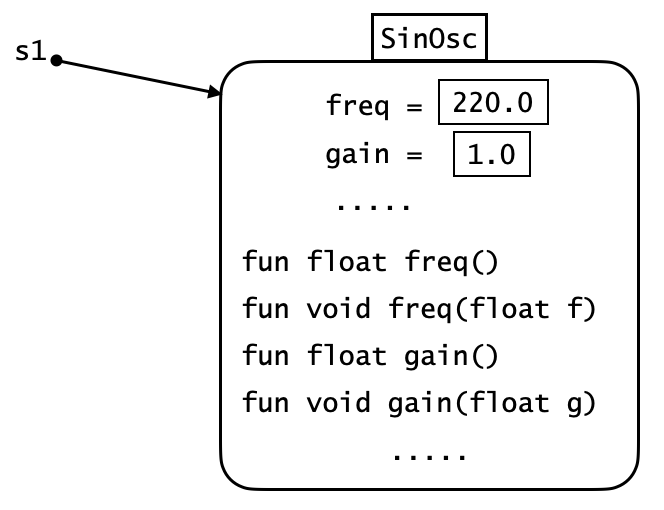 SinOsc
s1
freq = 220.0
gain = 1.0
.....
fun float freq()
fun void freq(float f)
fun float gain()
fun void gain(float g)
.....